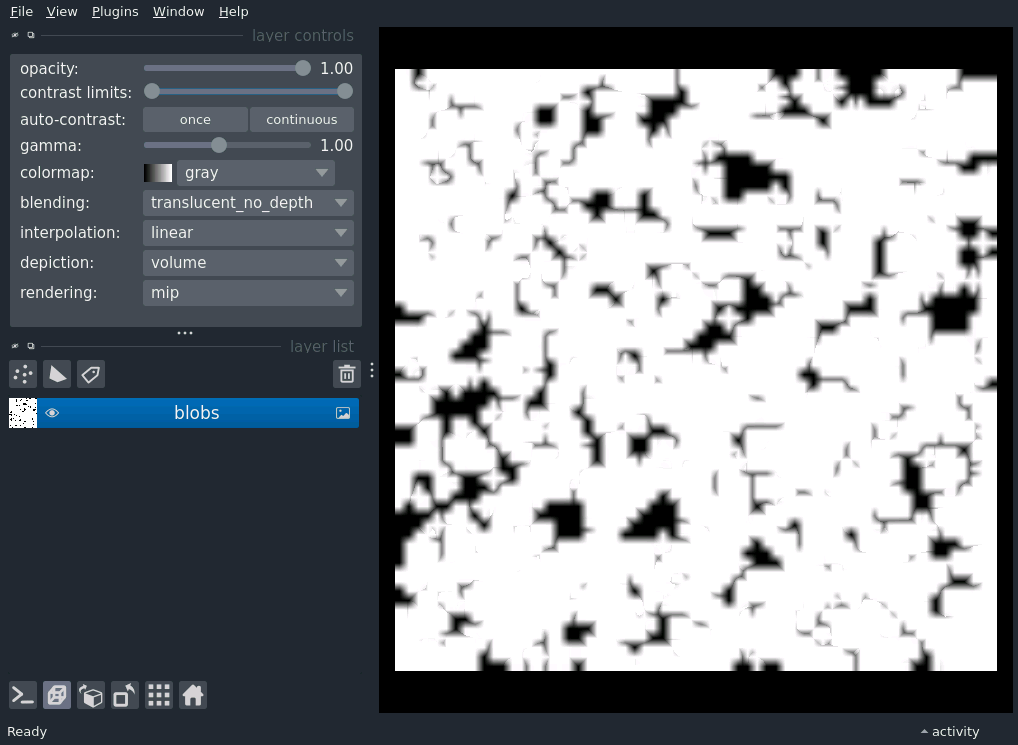 File View Plugins Window Help
layer controls
opacity: 1.00
contrast limits:
auto-contrast: once continuous
gamma: 1.00
colormap: gray
blending: translucent_no_depth
interpolation: linear
depiction: volume
rendering: mip
layer list
blobs
Ready activity